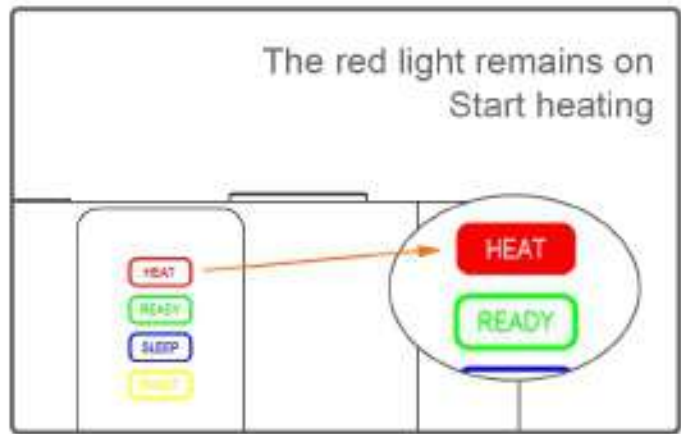 The red light remains on
Start heating
HEAT
HEAT
READY
READY
SLEEP